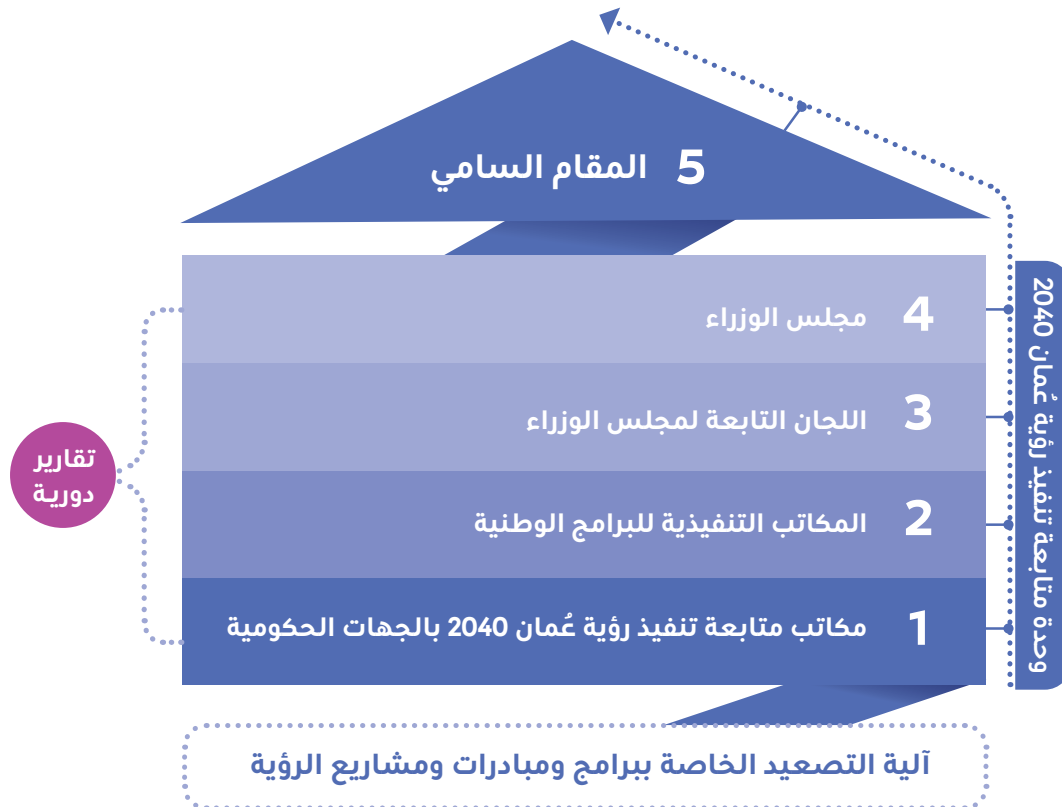 5 المقام السامي
4 مجلس الوزراء
3 اللجان التابعة لمجلس الوزراء
2 المكاتب التنفيذية للبرامج الوطنية
1 مكاتب متابعة تنفيذ رؤية عُمان 2040 بالجهات الحكومية
وحدة متابعة تنفيذ رؤية عُمان 2040
تقارير
دورية
آلية التصعيد الخاصة ببرامج ومبادرات ومشاريع الرؤية